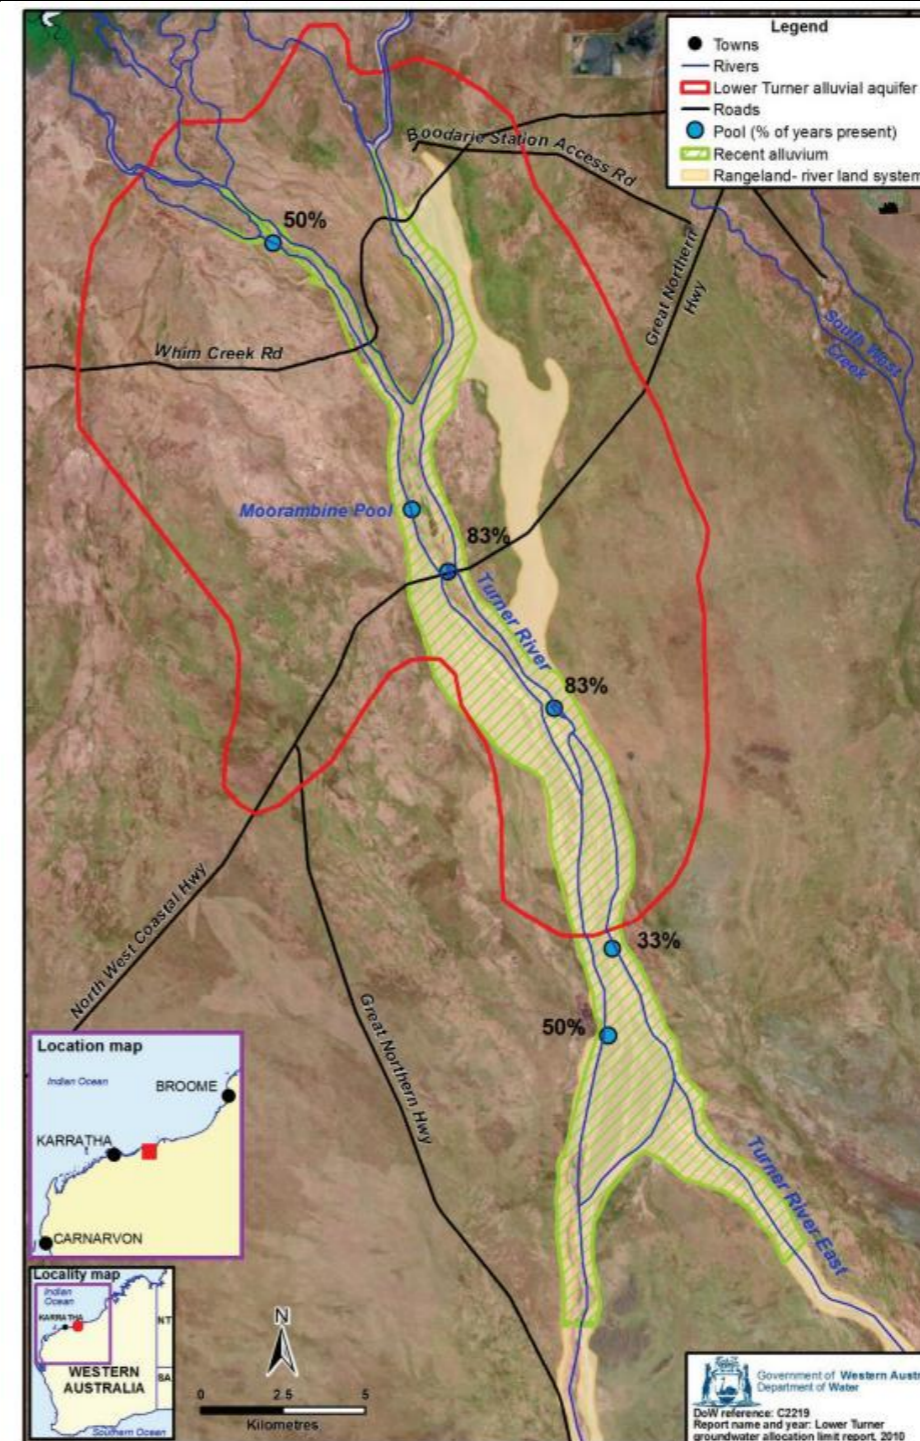 Legend
Towns
Rivers
Lower Turner alluvial aquifer
Roads
Pool (% of years present)
Recent alluvium
Rangeland- river land system
Boodarie Station Access Rd
50%
Great Northern
Hwy
South West
Creek
Whim Creek Rd
Moorambine Pool
83%
Turner River
83%
33%
North West Coastal Hwy
50%
Great Northern Hwy
Turner River East
Location map
Indian Ocean
BROOME
KARRATHA
CARNARVON
Locality map
Indian
Ocean
KARRATHA
NT
WESTERN
AUSTRALIA
SA
Southern Ocean
N
0 2.5 5
Kilometres
Government of Western Austr
Department of Water
DoW reference: C2219
Report name and year: Lower Turner
groundwater allocation limit report, 2010